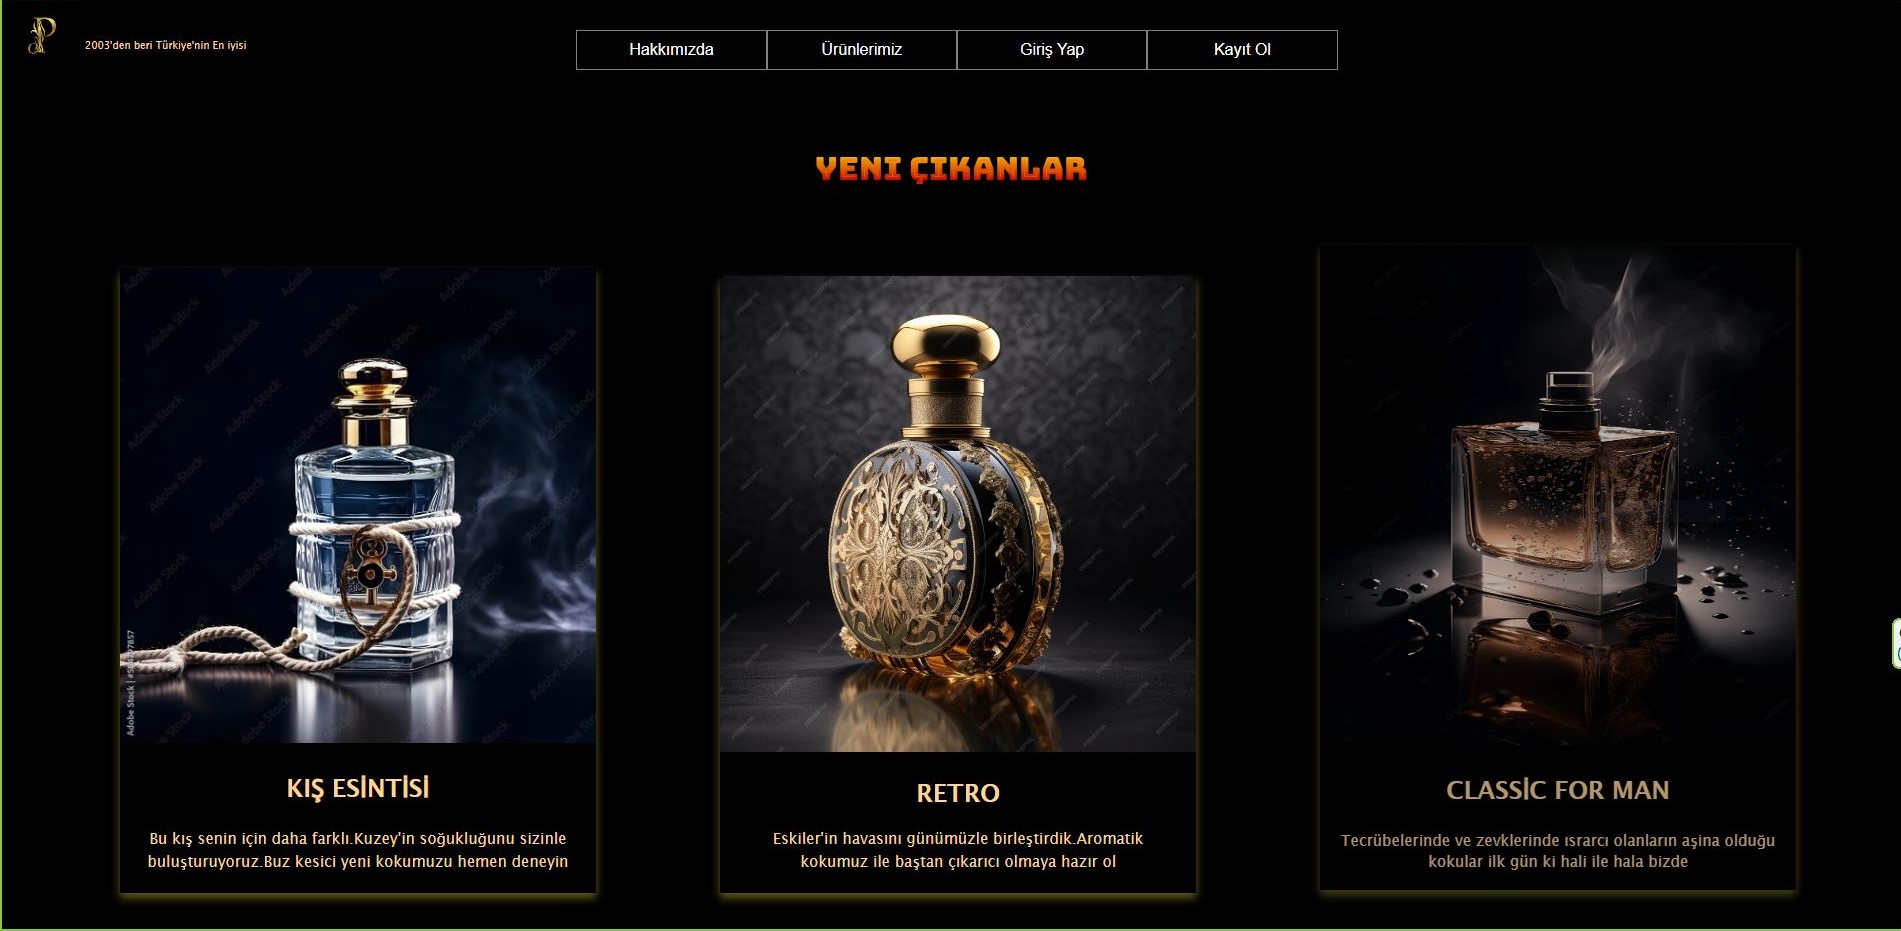 2003'den beri Türkiye'nin En iyisi
Hakkımızda
Ürünlerimiz
Giriş Yap
Kayıt Ol
YENI ÇIKANLAR
KIŞ ESİNTİSİ
Bu kış senin için daha farklı.Kuzey'in soğukluğunu sizinle
buluşturuyoruz.Buz kesici yeni kokumuzu hemen deneyin
RETRO
Eskiler'in havasını günümüzle birleştirdik.Aromatik
kokumuz ile baştan çıkarıcı olmaya hazır ol
CLASSİC FOR MAN
Tecrübelerinde ve zevklerinde ısrarcı olanların aşina olduğu
kokular ilk gün ki hali ile hala bizde
Adobe Stock